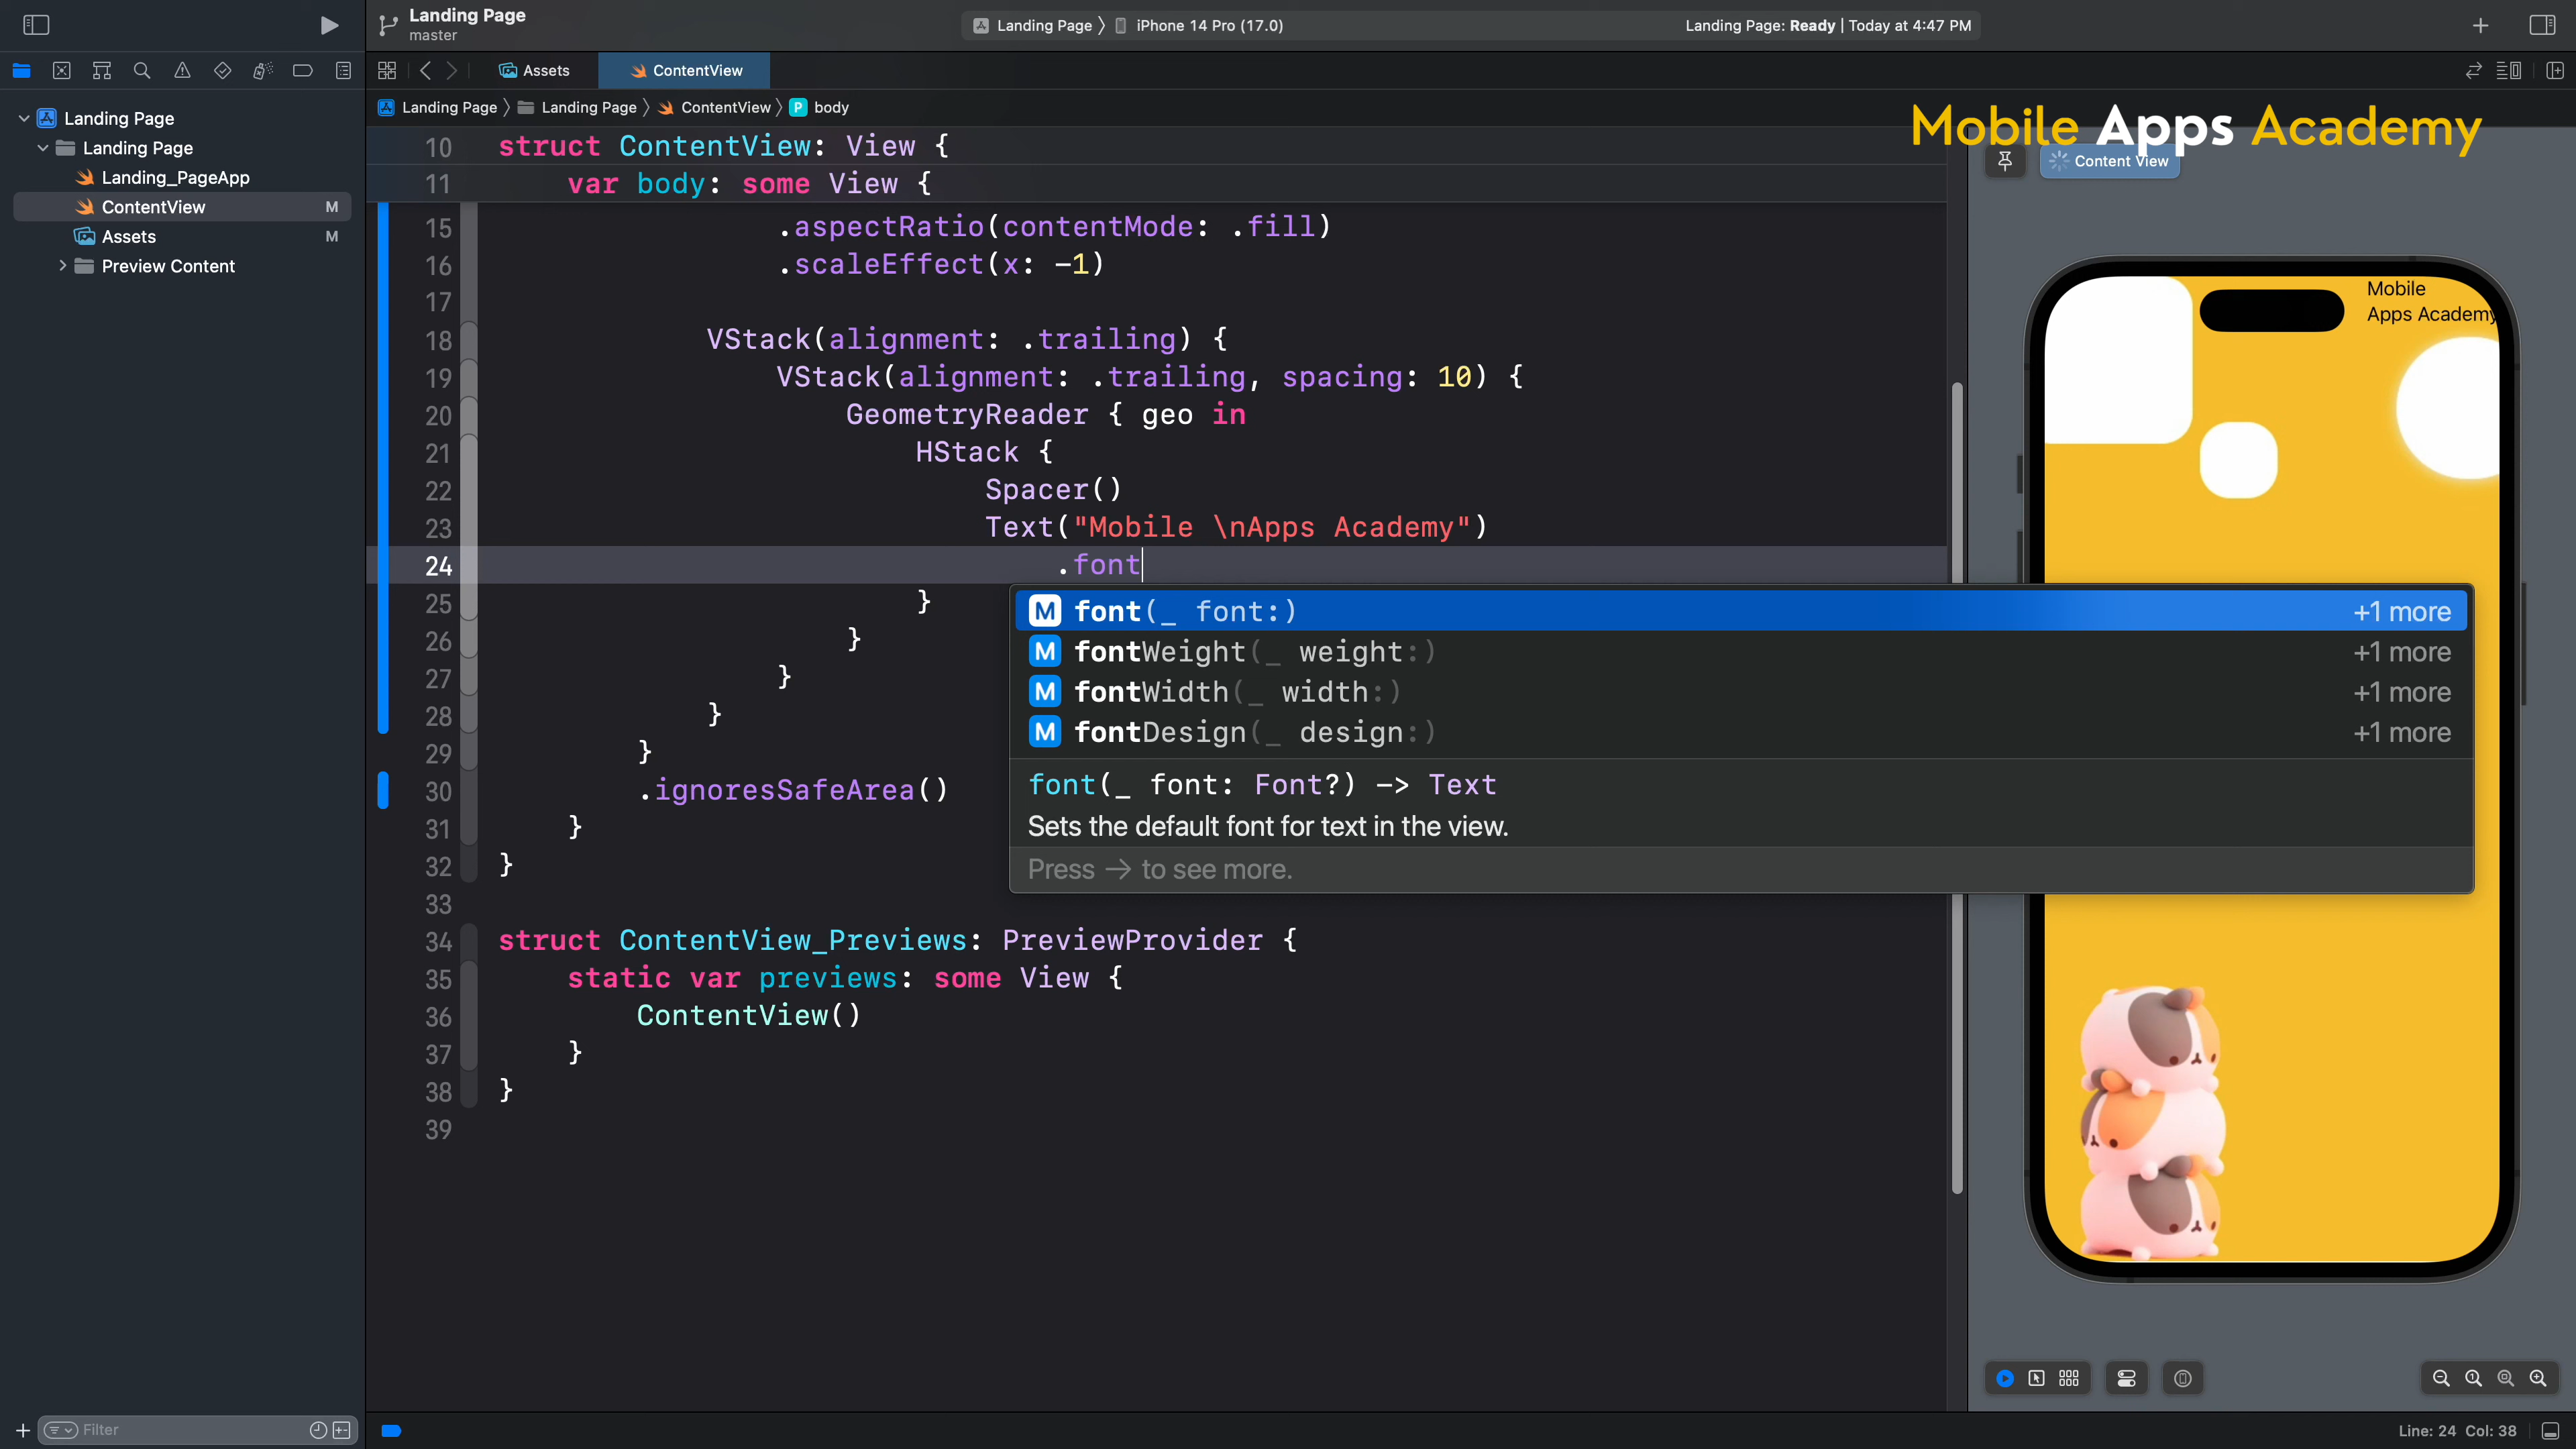 Landing Page
master
Landing Page
iPhone 14 Pro (17.0)
Landing Page: Ready | Today at 4:47 PM
Assets
ContentView
Landing Page
Landing Page
ContentView
P body
Mobile Apps Academy
Content View
Landing Page
Landing Page
Landing_PageApp
ContentView M
Assets M
Preview Content
10 struct ContentView: View {
11 var body: some View {
15 .aspectRatio(contentMode: .fill)
16 .scaleEffect(x: -1)
17
18 VStack(alignment: .trailing) {
19 VStack(alignment: .trailing, spacing: 10) {
20 GeometryReader { geo in
21 HStack {
22 Spacer()
23 Text("Mobile \nApps Academy")
24 .font
25 }
26 }
27 }
28 }
29 }
30 .ignoresSafeArea()
31 }
32 }
33
34 struct ContentView_Previews: PreviewProvider {
35 static var previews: some View {
36 ContentView()
37 }
38 }
39
M font(_ font:) +1 more
M fontWeight(_ weight:) +1 more
M fontWidth(_ width:) +1 more
M fontDesign(_ design:) +1 more
font(_ font: Font?) -> Text
Sets the default font for text in the view.
Press → to see more.
Mobile
Apps Academy
Filter
Line: 24 Col: 38